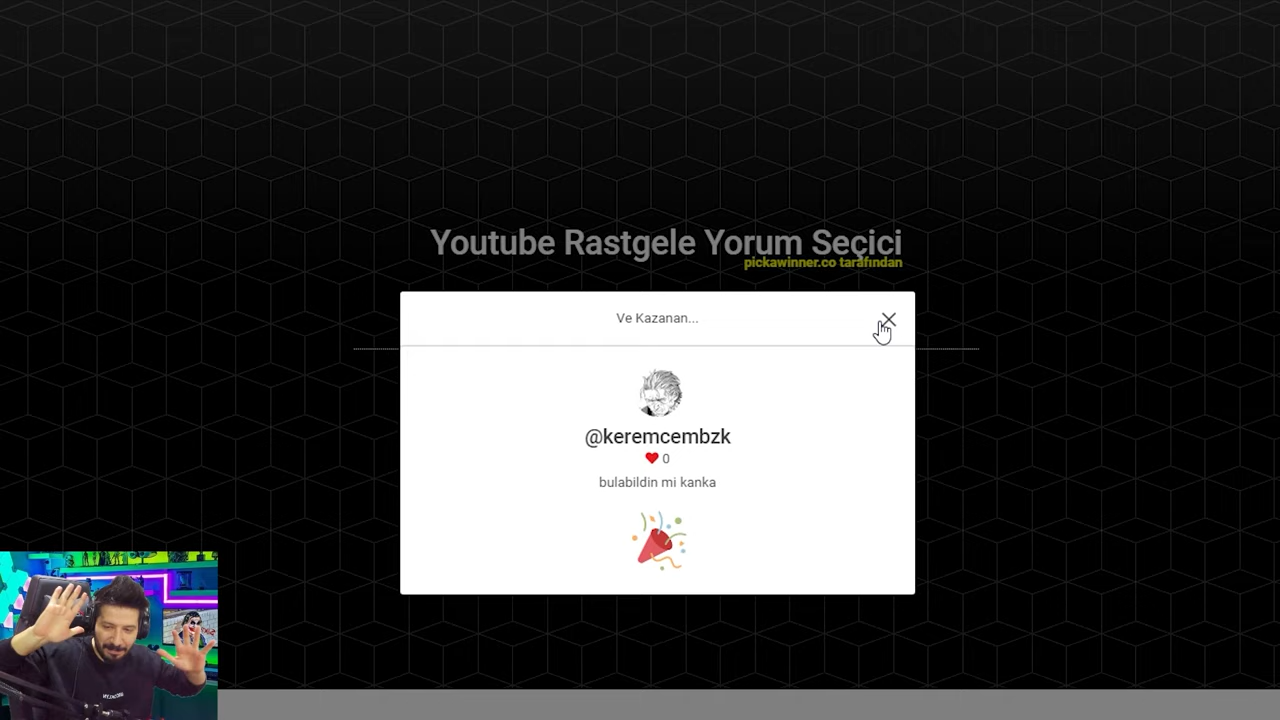 Youtube Rastgele Yorum Seçici
pickawinner.co tarafından
Ve Kazanan...
@keremcembzk
0
bulabildin mi kanka